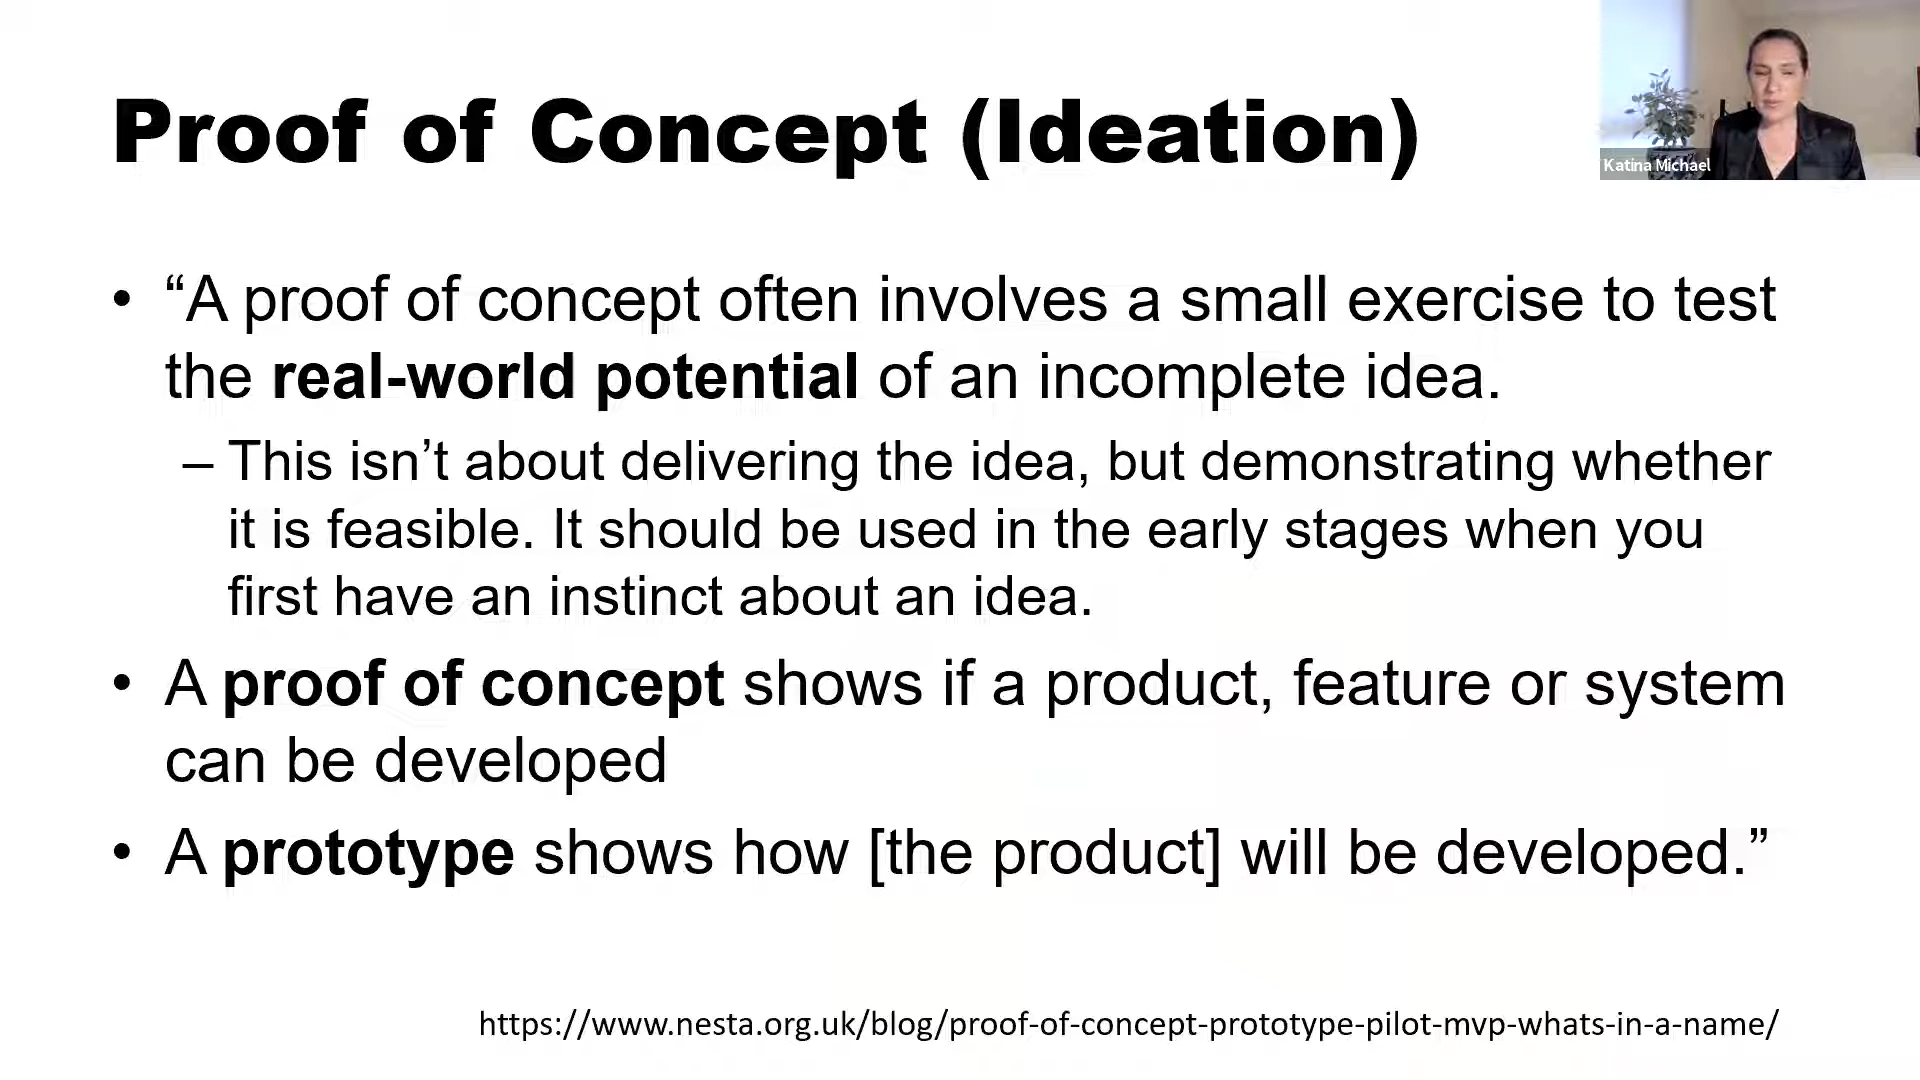 Proof of Concept (Ideation)
Katina Michael
• “A proof of concept often involves a small exercise to test
the real-world potential of an incomplete idea.
– This isn’t about delivering the idea, but demonstrating whether
it is feasible. It should be used in the early stages when you
first have an instinct about an idea.
• A proof of concept shows if a product, feature or system
can be developed
• A prototype shows how [the product] will be developed.”
https://www.nesta.org.uk/blog/proof-of-concept-prototype-pilot-mvp-whats-in-a-name/